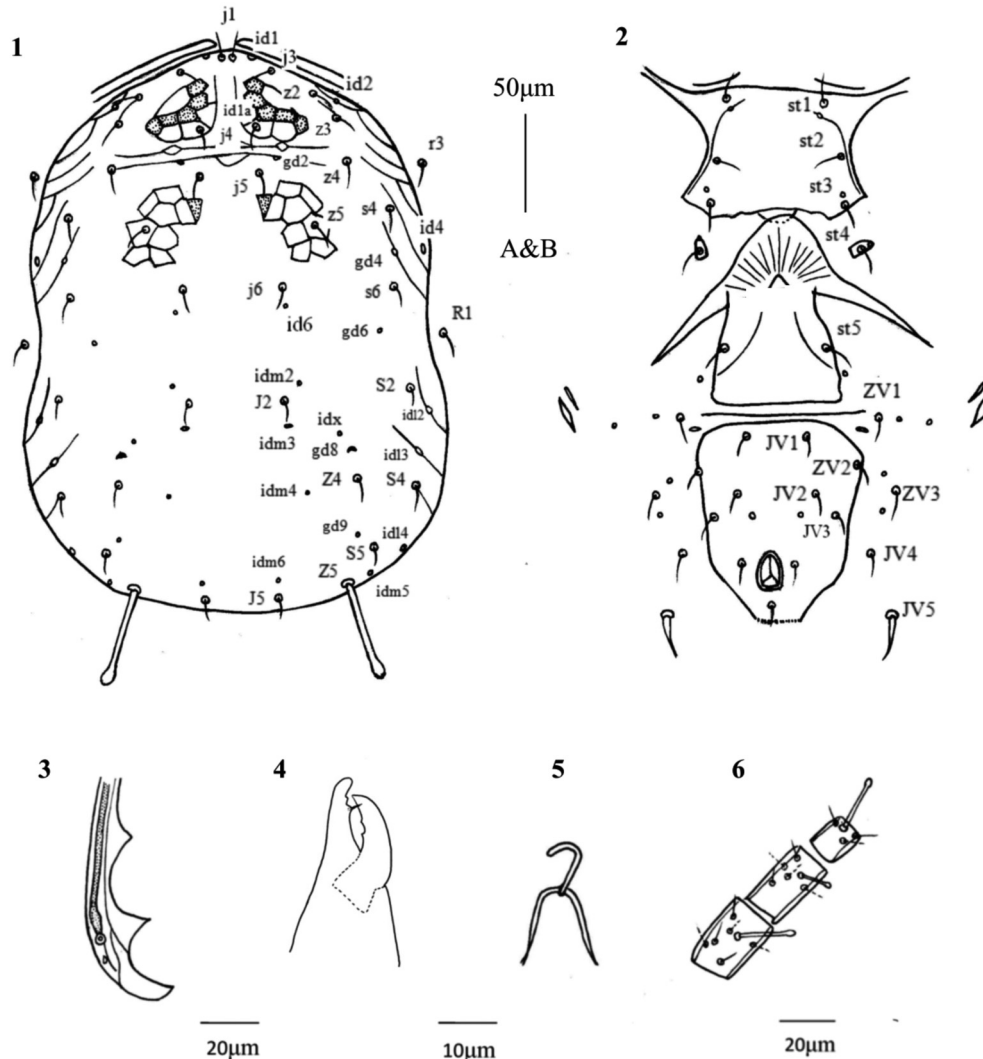 1
j1
id1
j3
id2
z2
id1a
z3
j4
r3
gd2
z4
j5
z5
s4
id4
gd4
j6
s6
id6
gd6
R1
idm2
S2
J2
idx
idl2
idm3
gd8
idl3
Z4
S4
idm4
gd9
idl4
S5
idm6
Z5
J5
idm5
50μm
A&B
2
st1
st2
st3
st4
st5
ZV1
JV1
ZV2
JV2
ZV3
JV3
JV4
JV5
3
4
5
6
20μm
10μm
20μm